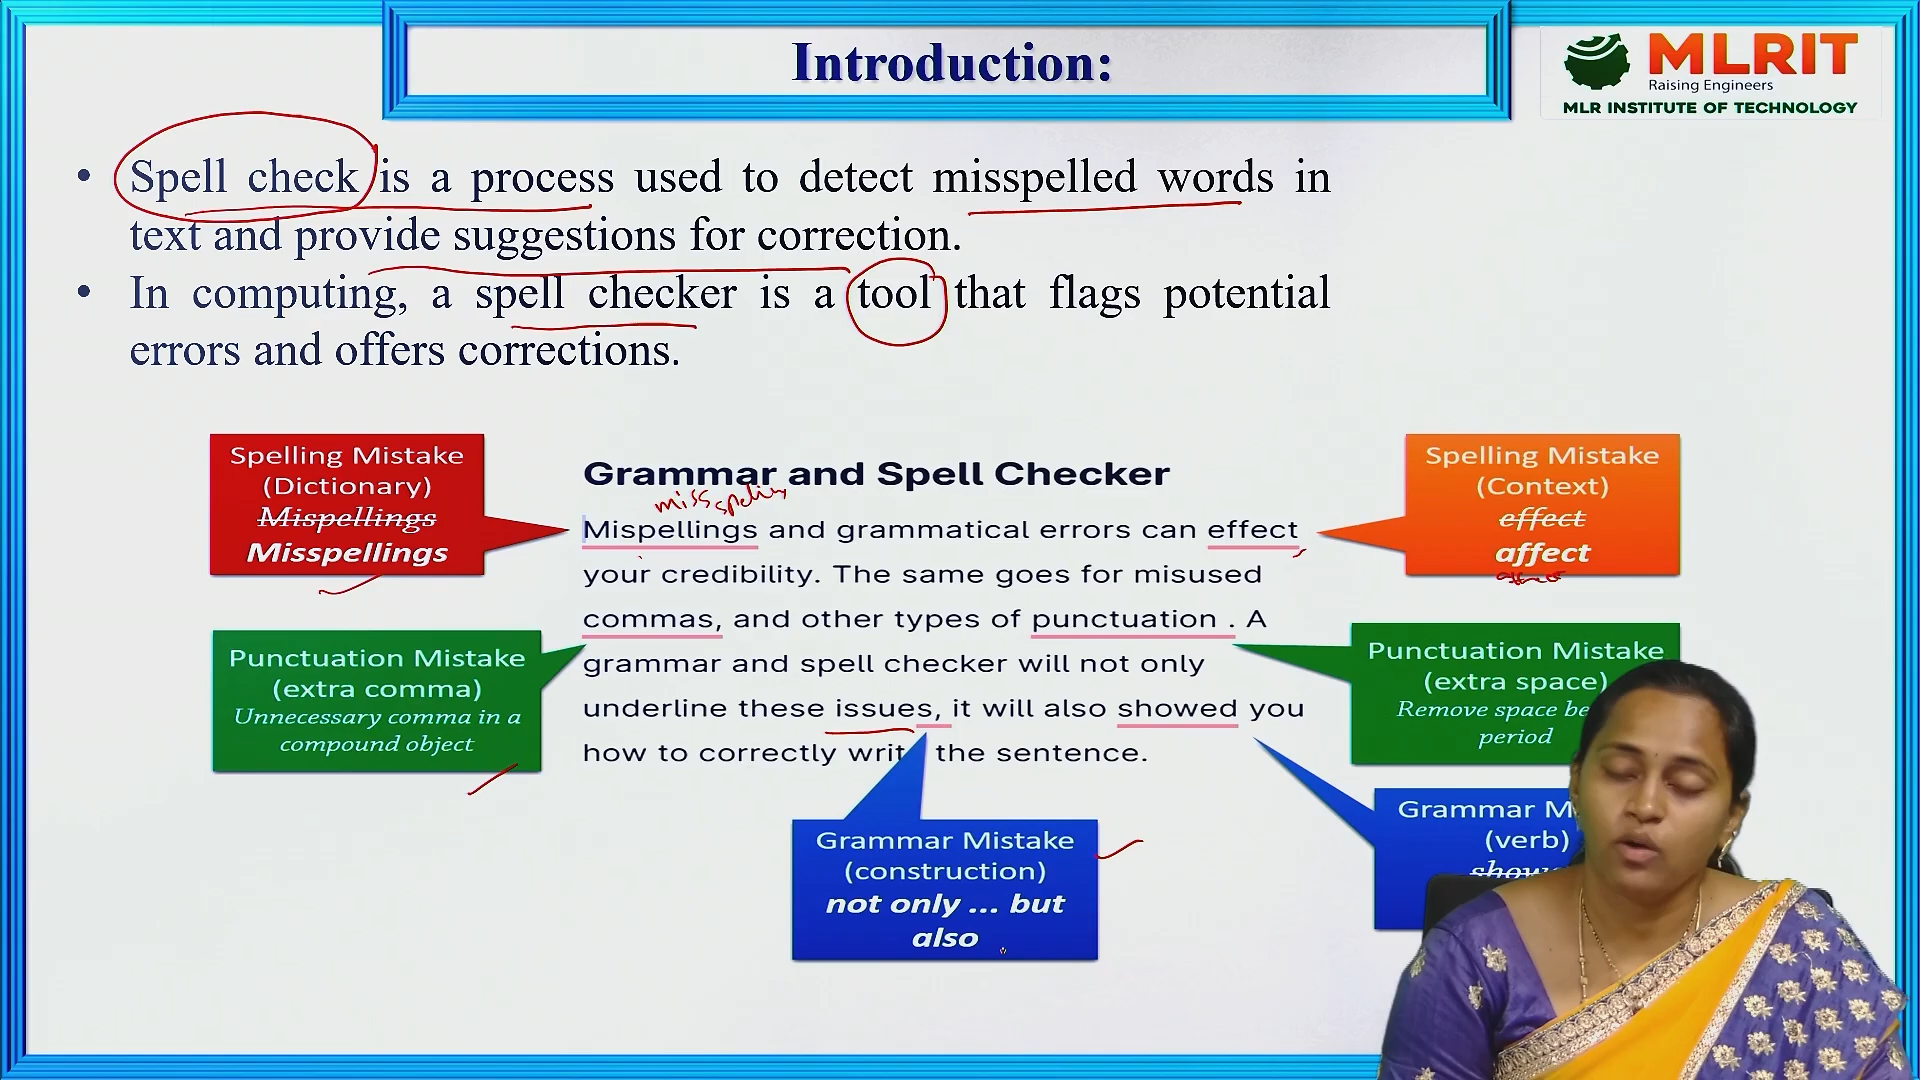 Introduction:
MLRIT
Raising Engineers
MLR INSTITUTE OF TECHNOLOGY
• Spell check is a process used to detect misspelled words in
text and provide suggestions for correction.
• In computing, a spell checker is a tool that flags potential
errors and offers corrections.
Spelling Mistake
(Dictionary)
Mispellings
Misspellings
Punctuation Mistake
(extra comma)
Unnecessary comma in a
compound object
Grammar and Spell Checker
Mispellings and grammatical errors can effect
your credibility. The same goes for misused
commas, and other types of punctuation . A
grammar and spell checker will not only
underline these issues, it will also showed you
how to correctly writ the sentence.
Grammar Mistake
(construction)
not only ... but
also
Spelling Mistake
(Context)
effect
affect
Punctuation Mistake
(extra space)
Remove space be
period
Grammar M
(verb)